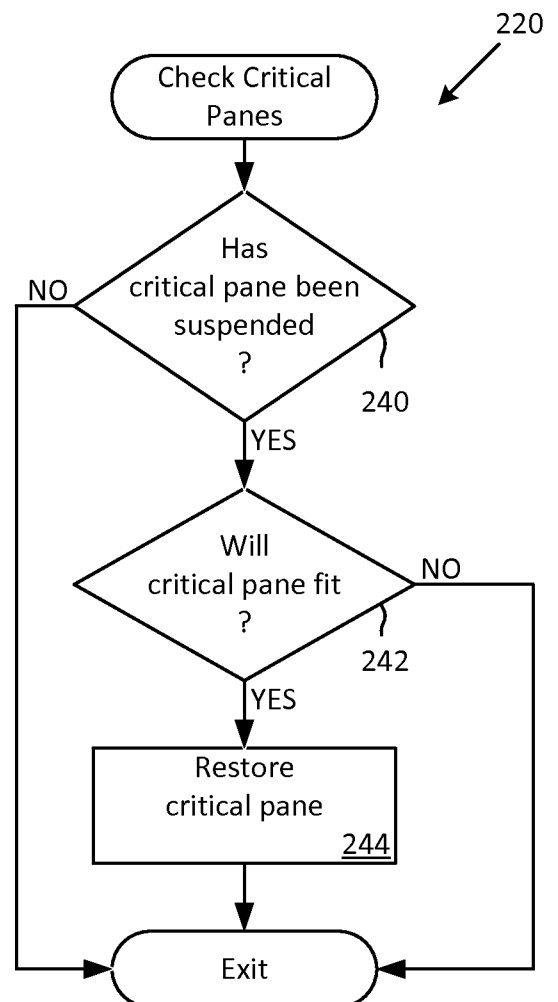 220
Check Critical
Panes
Has
critical pane been
suspended
?
NO
240
YES
Will
critical pane fit
?
NO
242
YES
Restore
critical pane
244
Exit